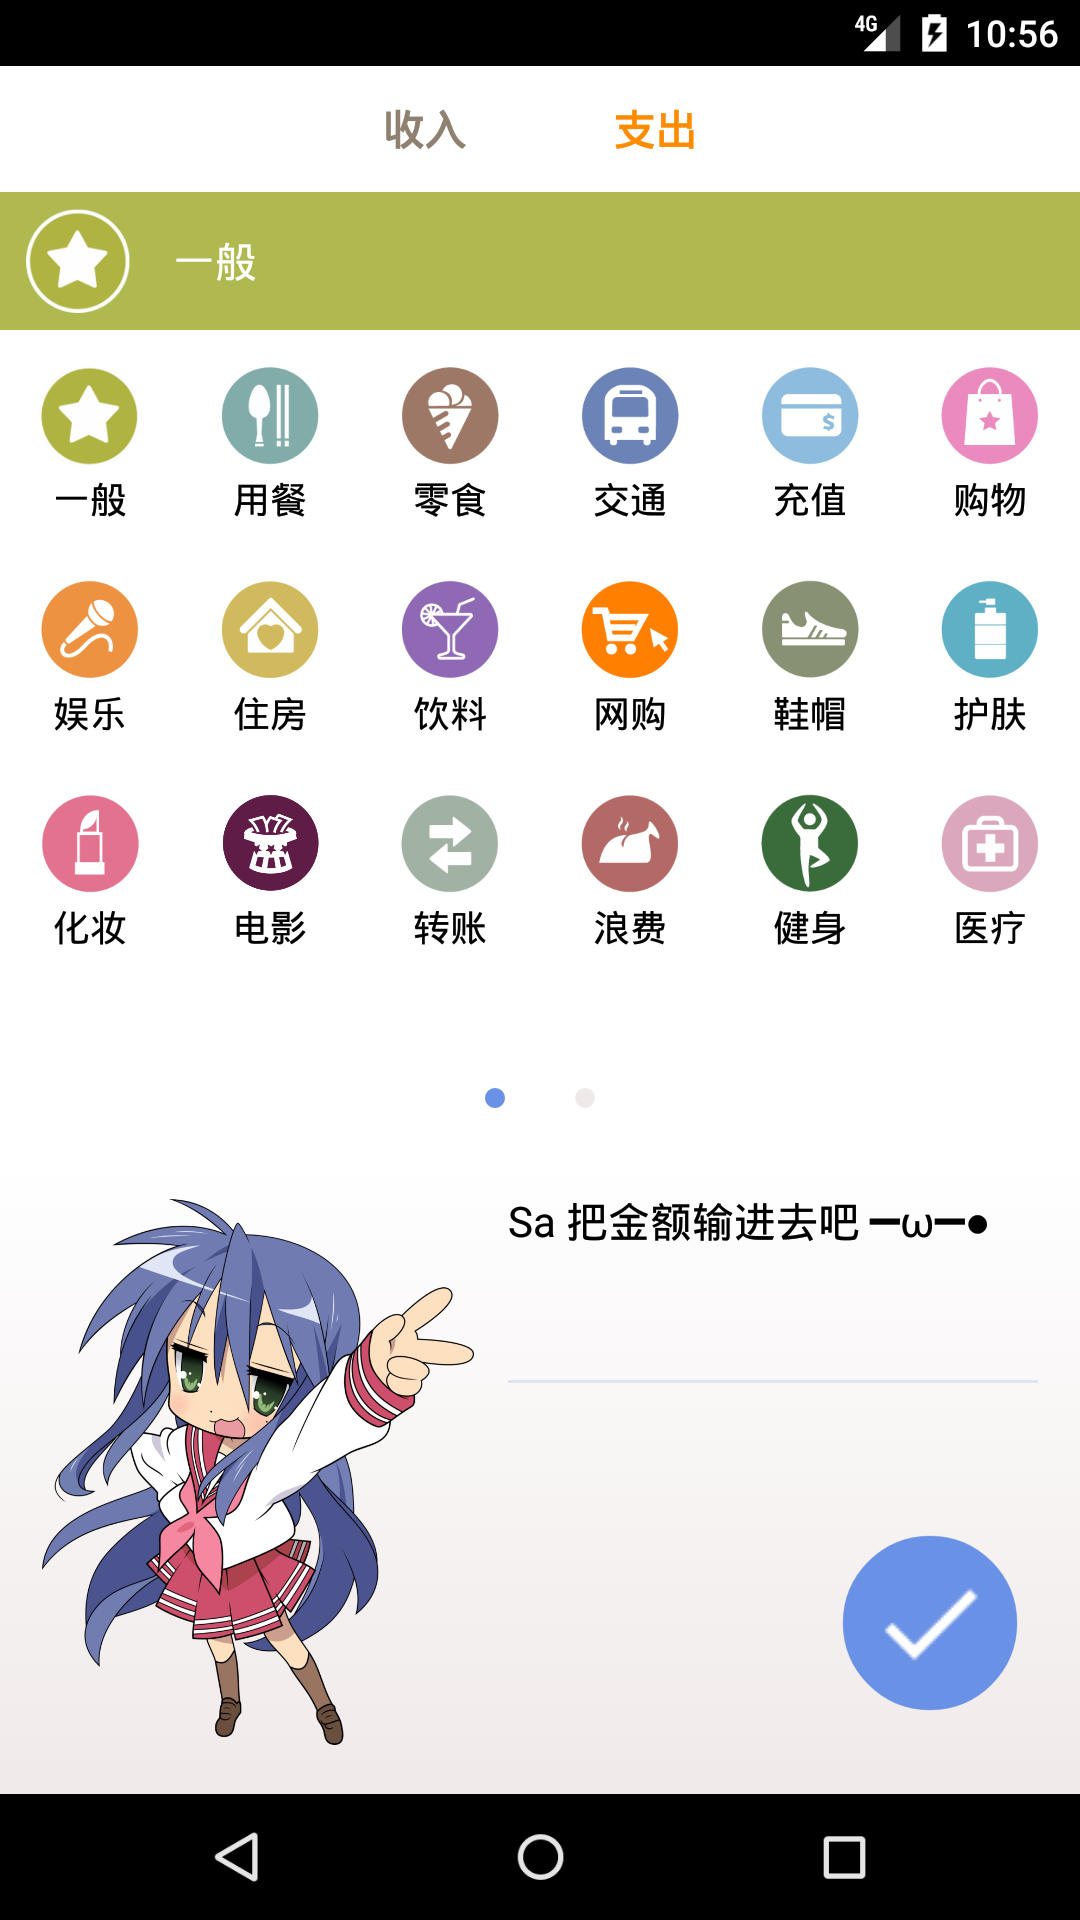 4G 10:56
收入 支出
一般
一般 用餐 零食 交通 充值 购物
娱乐 住房 饮料 网购 鞋帽 护肤
化妆 电影 转账 浪费 健身 医疗
Sa 把金额输进去吧 ━ω━●